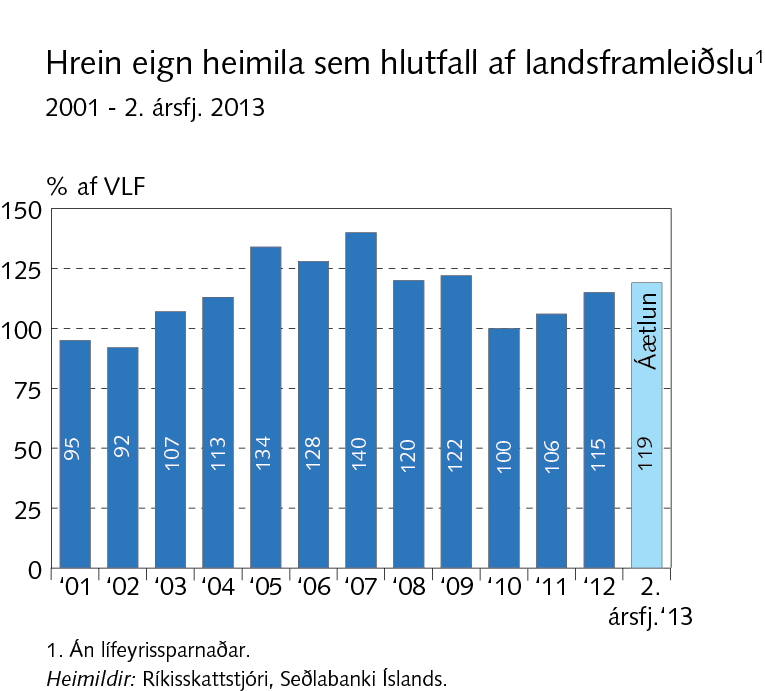 Hrein eign heimila sem hlutfall af landsframleiðslu¹
2001 - 2. ársfj. 2013
% af VLF
150
125
100
75
50
25
0
95
92
107
113
134
128
140
120
122
100
106
115
119
Áætlun
‘01 ‘02 ‘03 ‘04 ‘05 ‘06 ‘07 ‘08 ‘09 ‘10 ‘11 ‘12 2.
ársfj.‘13
1. Án lífeyrissparnaðar.
Heimildir: Ríkisskattstjóri, Seðlabanki Íslands.